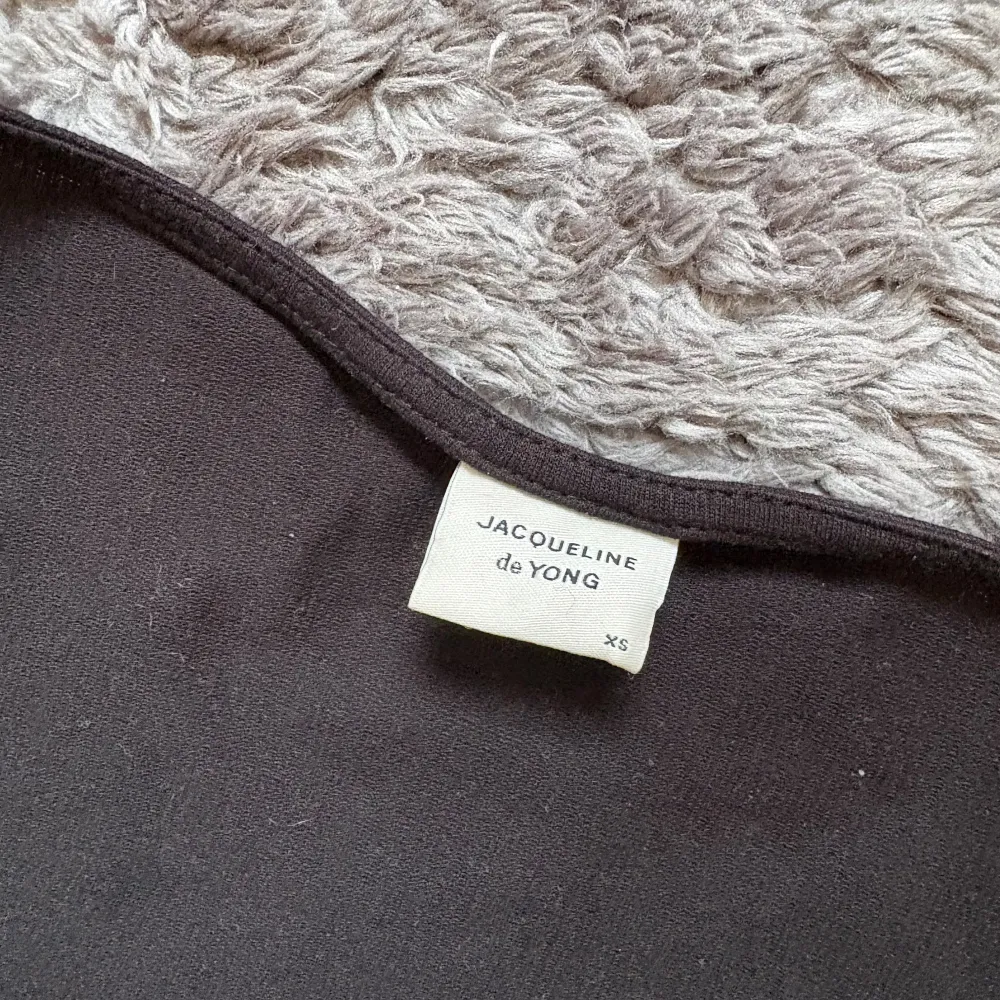 JACQUELINE
de YONG
XS